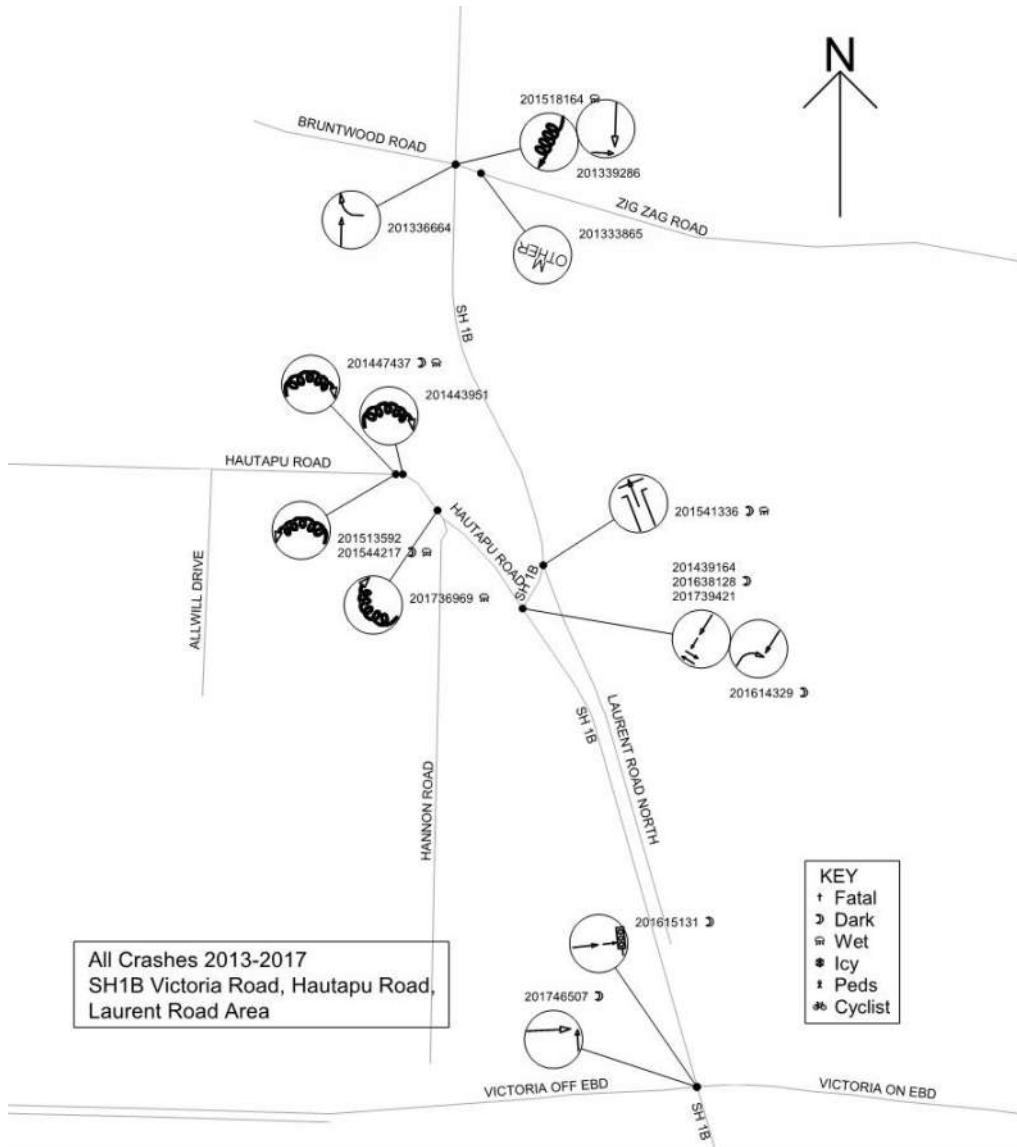 N
201518164
BRUNTWOOD ROAD
201339286
ZIG ZAG ROAD
201336664
201333865
M
OTHER
SH 1B
201447437
201443951
HAUTAPU ROAD
201513592
201544217
201541336
HAUTAPU ROAD
SH 1B
201439164
201638128
201739421
201736969
ALLWILL DRIVE
201614329
SH 1B
LAURENT ROAD NORTH
HANNON ROAD
KEY
Fatal
Dark
Wet
Icy
Peds
Cyclist
201615131
All Crashes 2013-2017
SH1B Victoria Road, Hautapu Road,
Laurent Road Area
201746507
VICTORIA OFF EBD
VICTORIA ON EBD
SH 1B